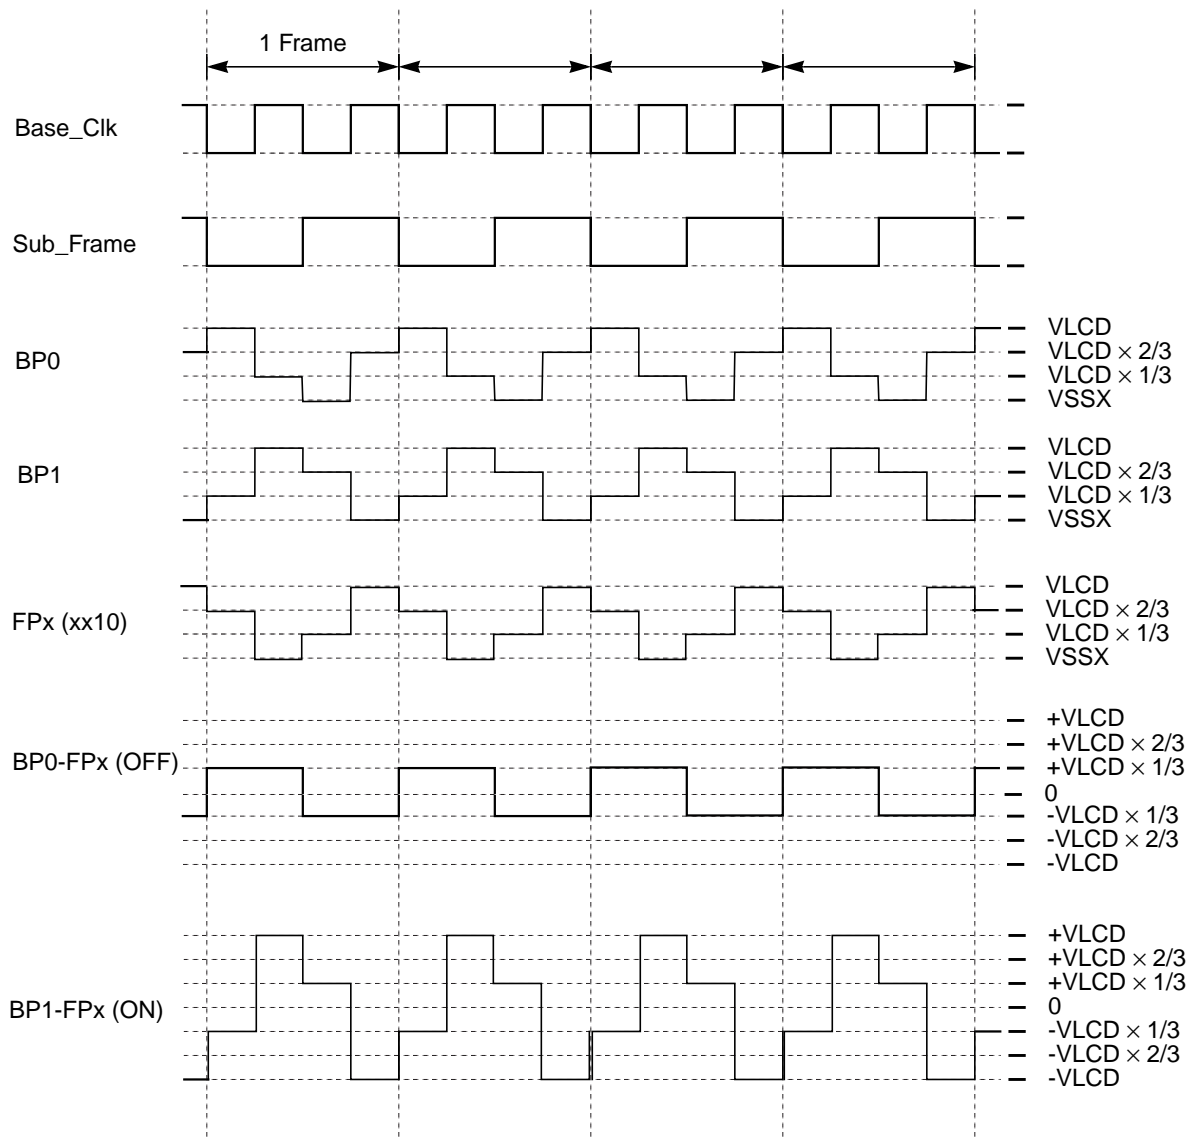 1 Frame
Base_Clk
Sub_Frame
BP0
VLCD
VLCD × 2/3
VLCD × 1/3
VSSX
BP1
VLCD
VLCD × 2/3
VLCD × 1/3
VSSX
FPx (xx10)
VLCD
VLCD × 2/3
VLCD × 1/3
VSSX
BP0-FPx (OFF)
+VLCD
+VLCD × 2/3
+VLCD × 1/3
0
-VLCD × 1/3
-VLCD × 2/3
-VLCD
BP1-FPx (ON)
+VLCD
+VLCD × 2/3
+VLCD × 1/3
0
-VLCD × 1/3
-VLCD × 2/3
-VLCD